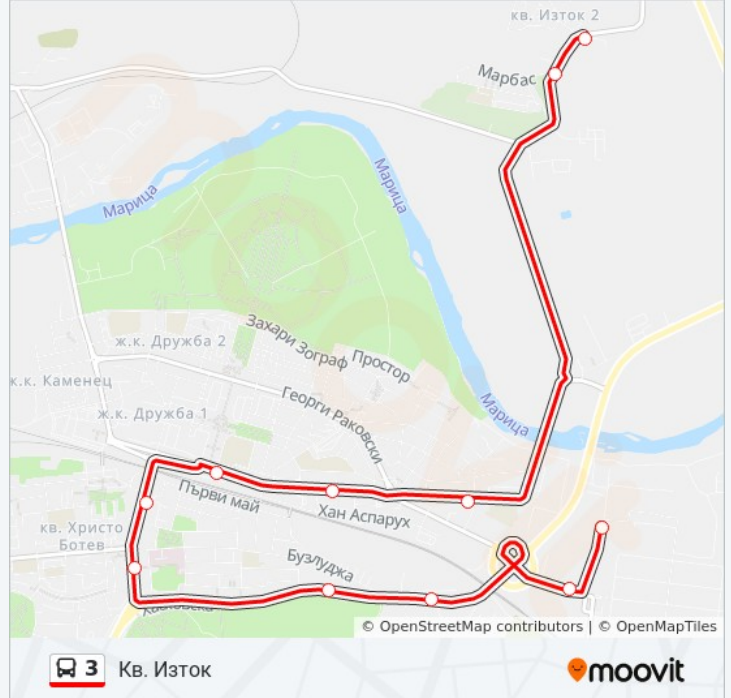 кв. Изток 2
Марбас
Марица
Марица
Захари Зограф
Простор
ж.к. Дружба 2
ж.к. Каменец
Георги Раковски
ж.к. Дружба 1
Марица
Първи май
Хан Аспарух
кв. Христо
Ботев
Бузлуджа
© OpenStreetMap contributors | © OpenMapTiles
3 Кв. Изток
moovit